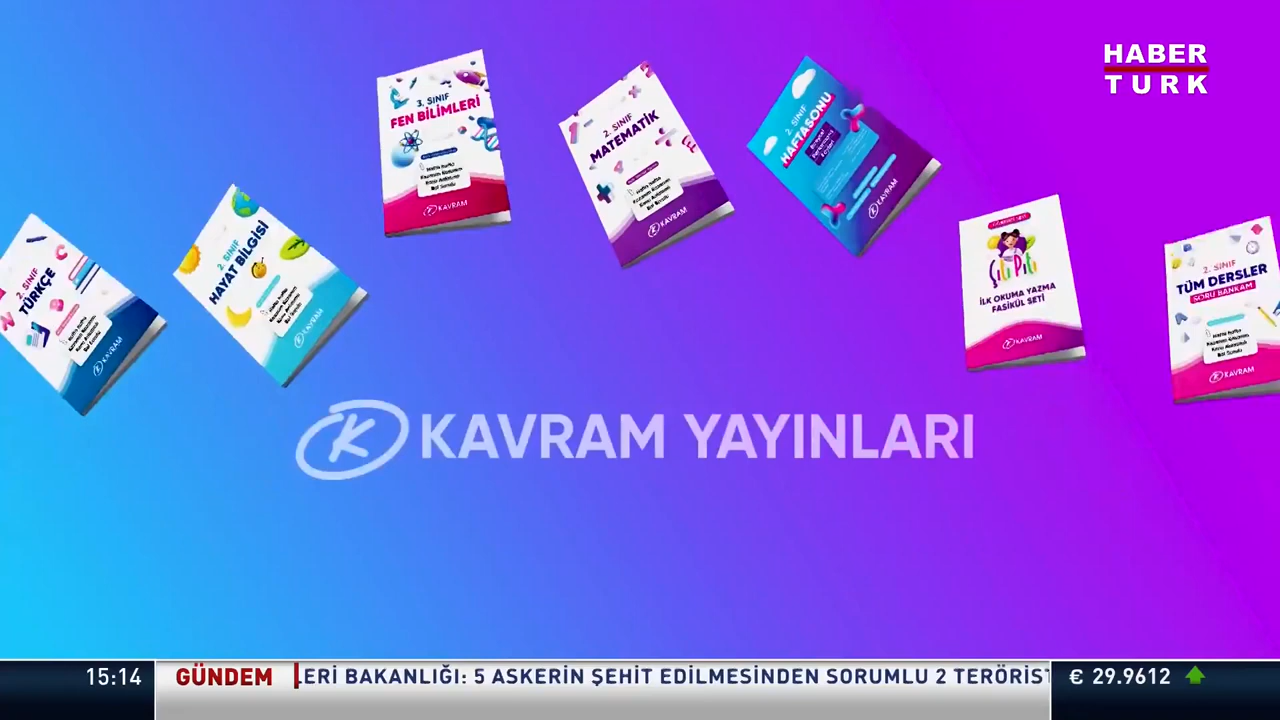 HABER
TURK
3. SINIF
FEN BİLİMLERİ
KAVRAM
2. SINIF
MATEMATİK
KAVRAM
2. SINIF
HAFTASONU
KAVRAM
2. SINIF
HAYAT BİLGİSİ
KAVRAM
2. SINIF
TÜRKÇE
KAVRAM
Çıtı Pıtı
İLK OKUMA YAZMA
FASİKÜL SETİ
KAVRAM
2. SINIF
TÜM DERSLER
SORU BANKAM
KAVRAM
K KAVRAM YAYINLARI
15:14
GÜNDEM
LERİ BAKANLIĞI: 5 ASKERİN ŞEHİT EDİLMESİNDEN SORUMLU 2 TERÖRİST
€ 29.9612